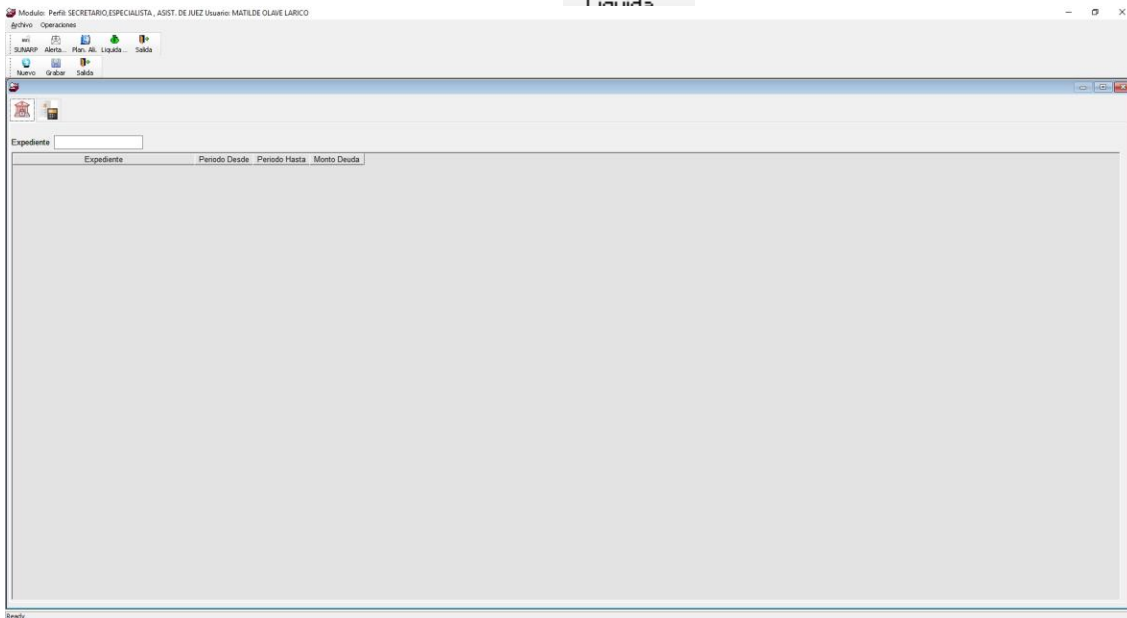 Liquida
Modulo: Perfil: SECRETARIO,ESPECIALISTA , ASIST. DE JUEZ Usuario: MATILDE OLAVE LARICO
Archivo Operaciones
SUNARP Alerta... Plan. Ali. Liquida... Salida
Nuevo Grabar Salida
Expediente
Expediente Periodo Desde Periodo Hasta Monto Deuda
Ready